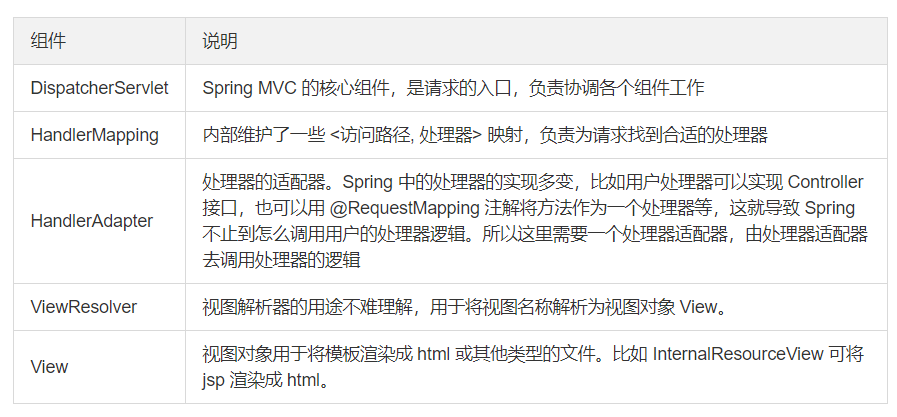 组件 说明
DispatcherServlet Spring MVC 的核心组件，是请求的入口，负责协调各个组件工作
HandlerMapping 内部维护了一些 <访问路径, 处理器> 映射，负责为请求找到合适的处理器
处理器的适配器。Spring 中的处理器的实现多变，比如用户处理器可以实现 Controller
接口，也可以用 @RequestMapping 注解将方法作为一个处理器等，这就导致 Spring
HandlerAdapter
不止到怎么调用用户的处理器逻辑。所以这里需要一个处理器适配器，由处理器适配器
去调用处理器的逻辑
ViewResolver 视图解析器的用途不难理解，用于将视图名称解析为视图对象 View。
View
视图对象用于将模板渲染成 html 或其他类型的文件。比如 InternalResourceView 可将
jsp 渲染成 html。